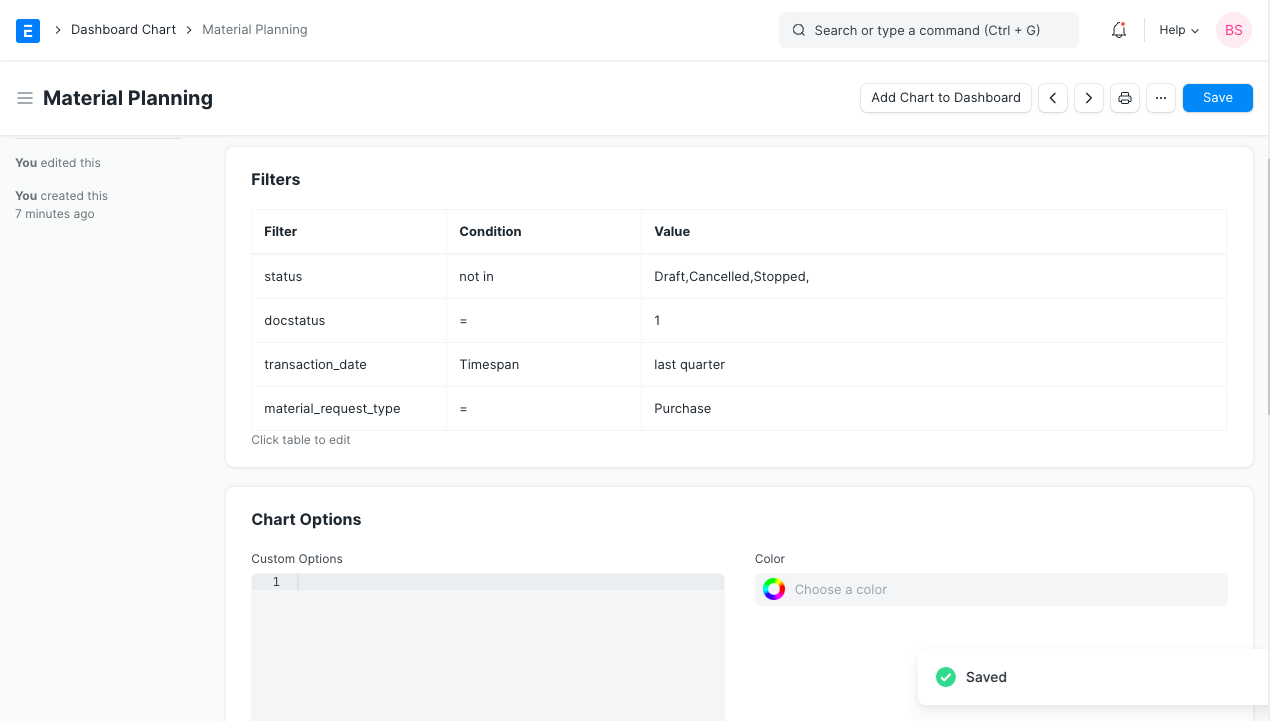 E
Dashboard Chart
Material Planning
Search or type a command (Ctrl + G)
Help
BS
Material Planning
Add Chart to Dashboard
Save
You edited this
You created this
7 minutes ago
Filters
Filter Condition Value
status not in Draft,Cancelled,Stopped,
docstatus = 1
transaction_date Timespan last quarter
material_request_type = Purchase
Click table to edit
Chart Options
Custom Options
1
Color
Choose a color
Saved